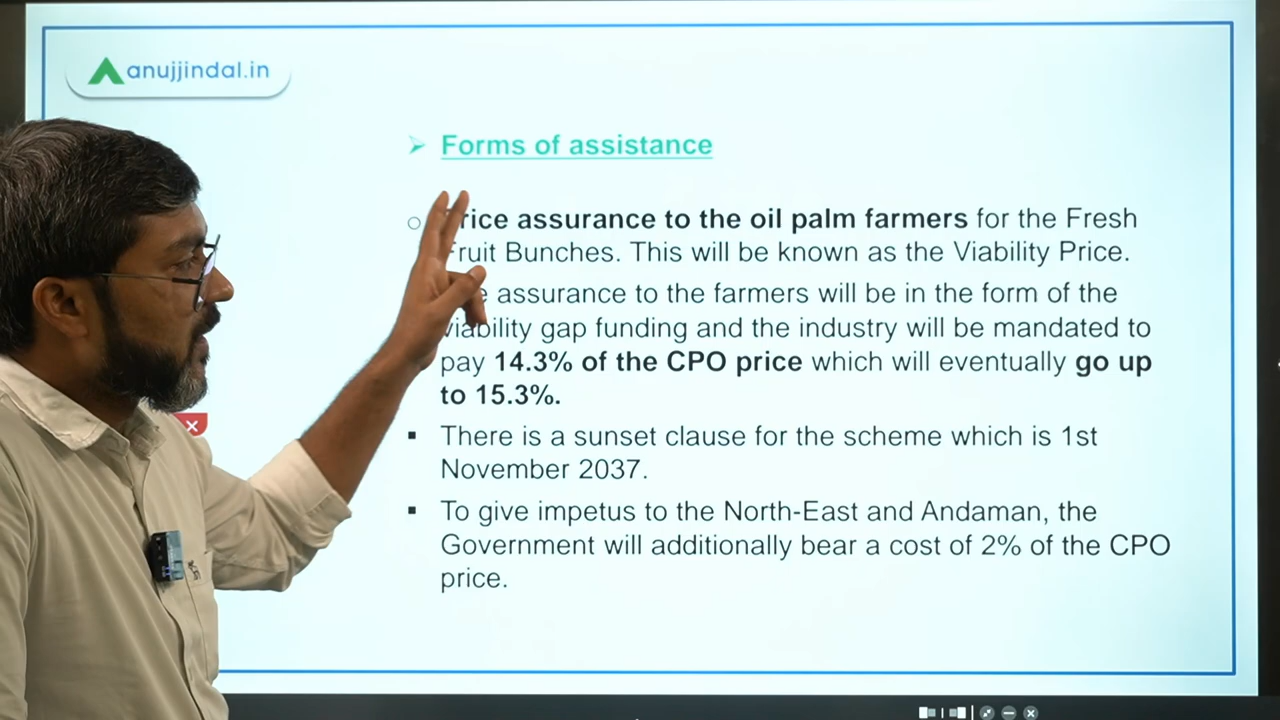 anujjindal.in
Forms of assistance
rice assurance to the oil palm farmers for the Fresh
Fruit Bunches. This will be known as the Viability Price.
e assurance to the farmers will be in the form of the
viability gap funding and the industry will be mandated to
pay 14.3% of the CPO price which will eventually go up
to 15.3%.
There is a sunset clause for the scheme which is 1st
November 2037.
To give impetus to the North-East and Andaman, the
Government will additionally bear a cost of 2% of the CPO
price.